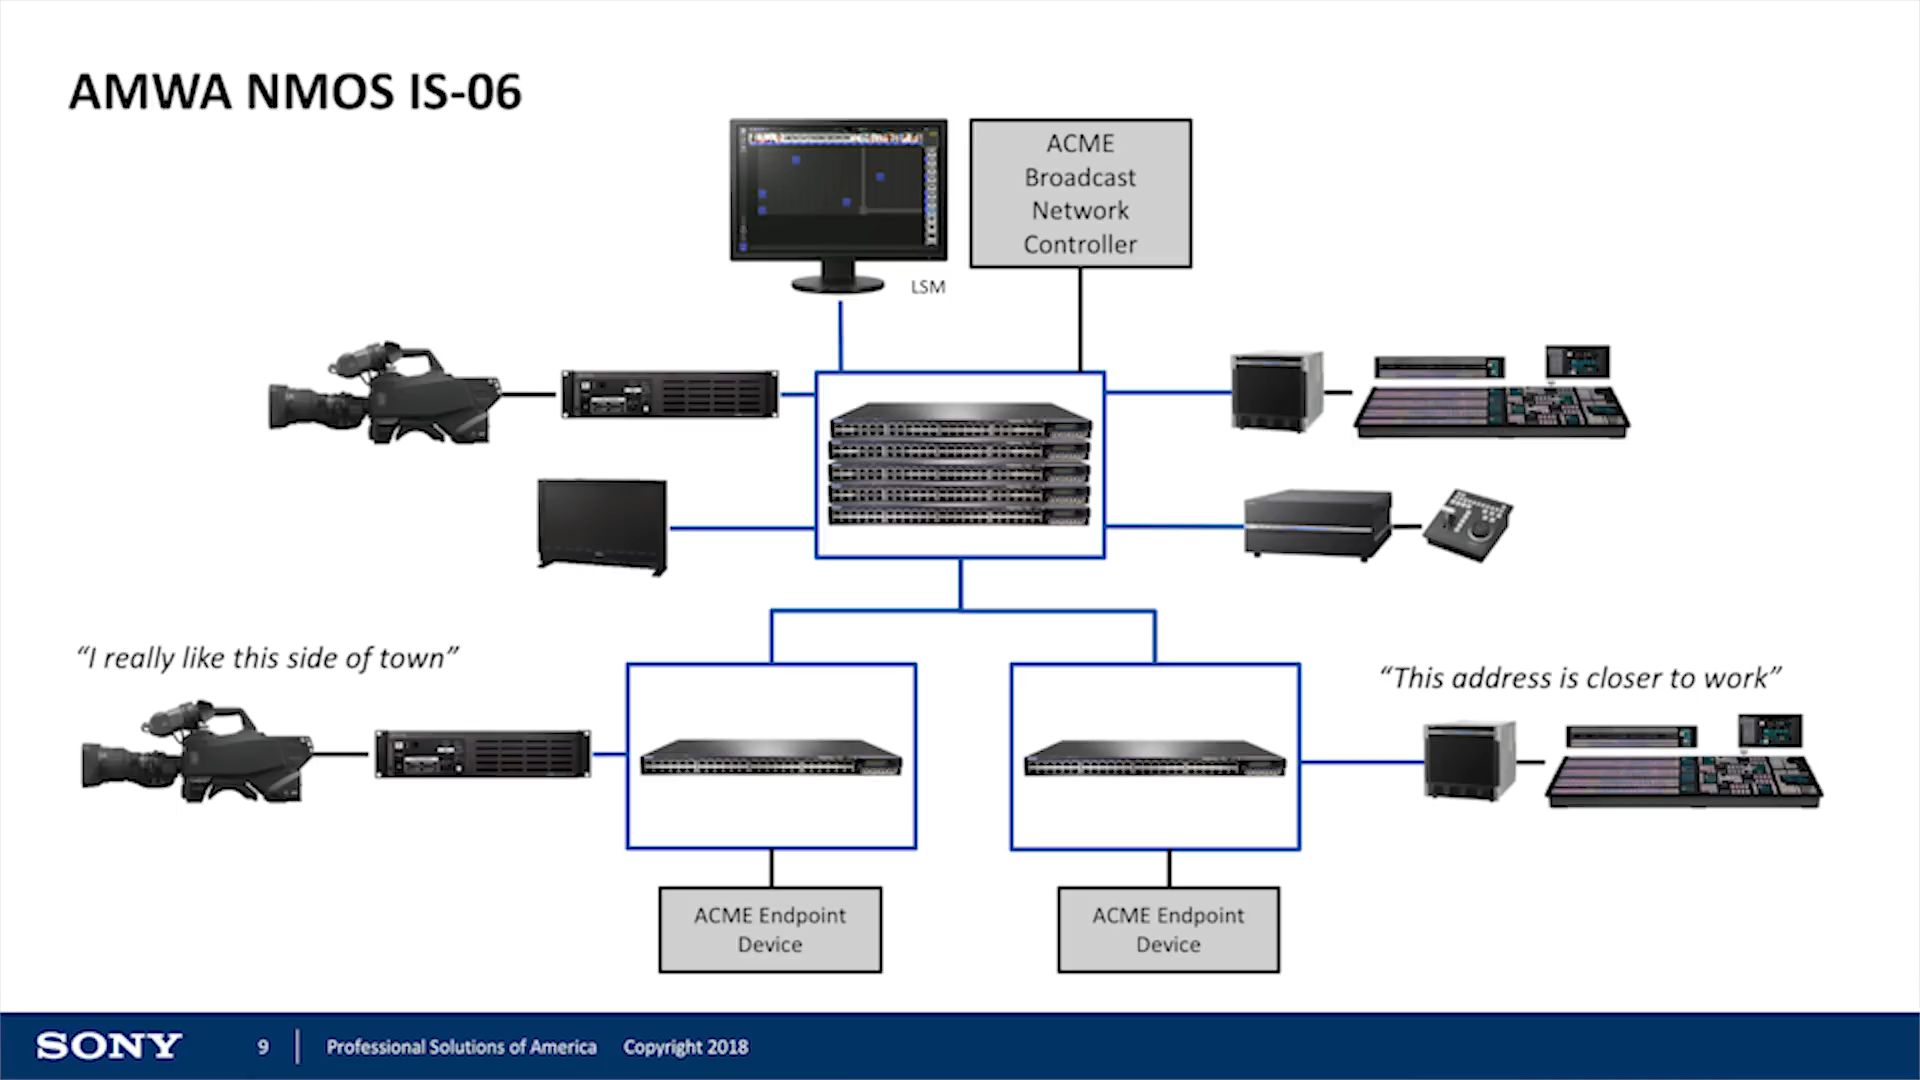 AMWA NMOS IS-06
ACME
Broadcast
Network
Controller
LSM
“I really like this side of town”
“This address is closer to work”
ACME Endpoint
Device
ACME Endpoint
Device
SONY
9
Professional Solutions of America
Copyright 2018